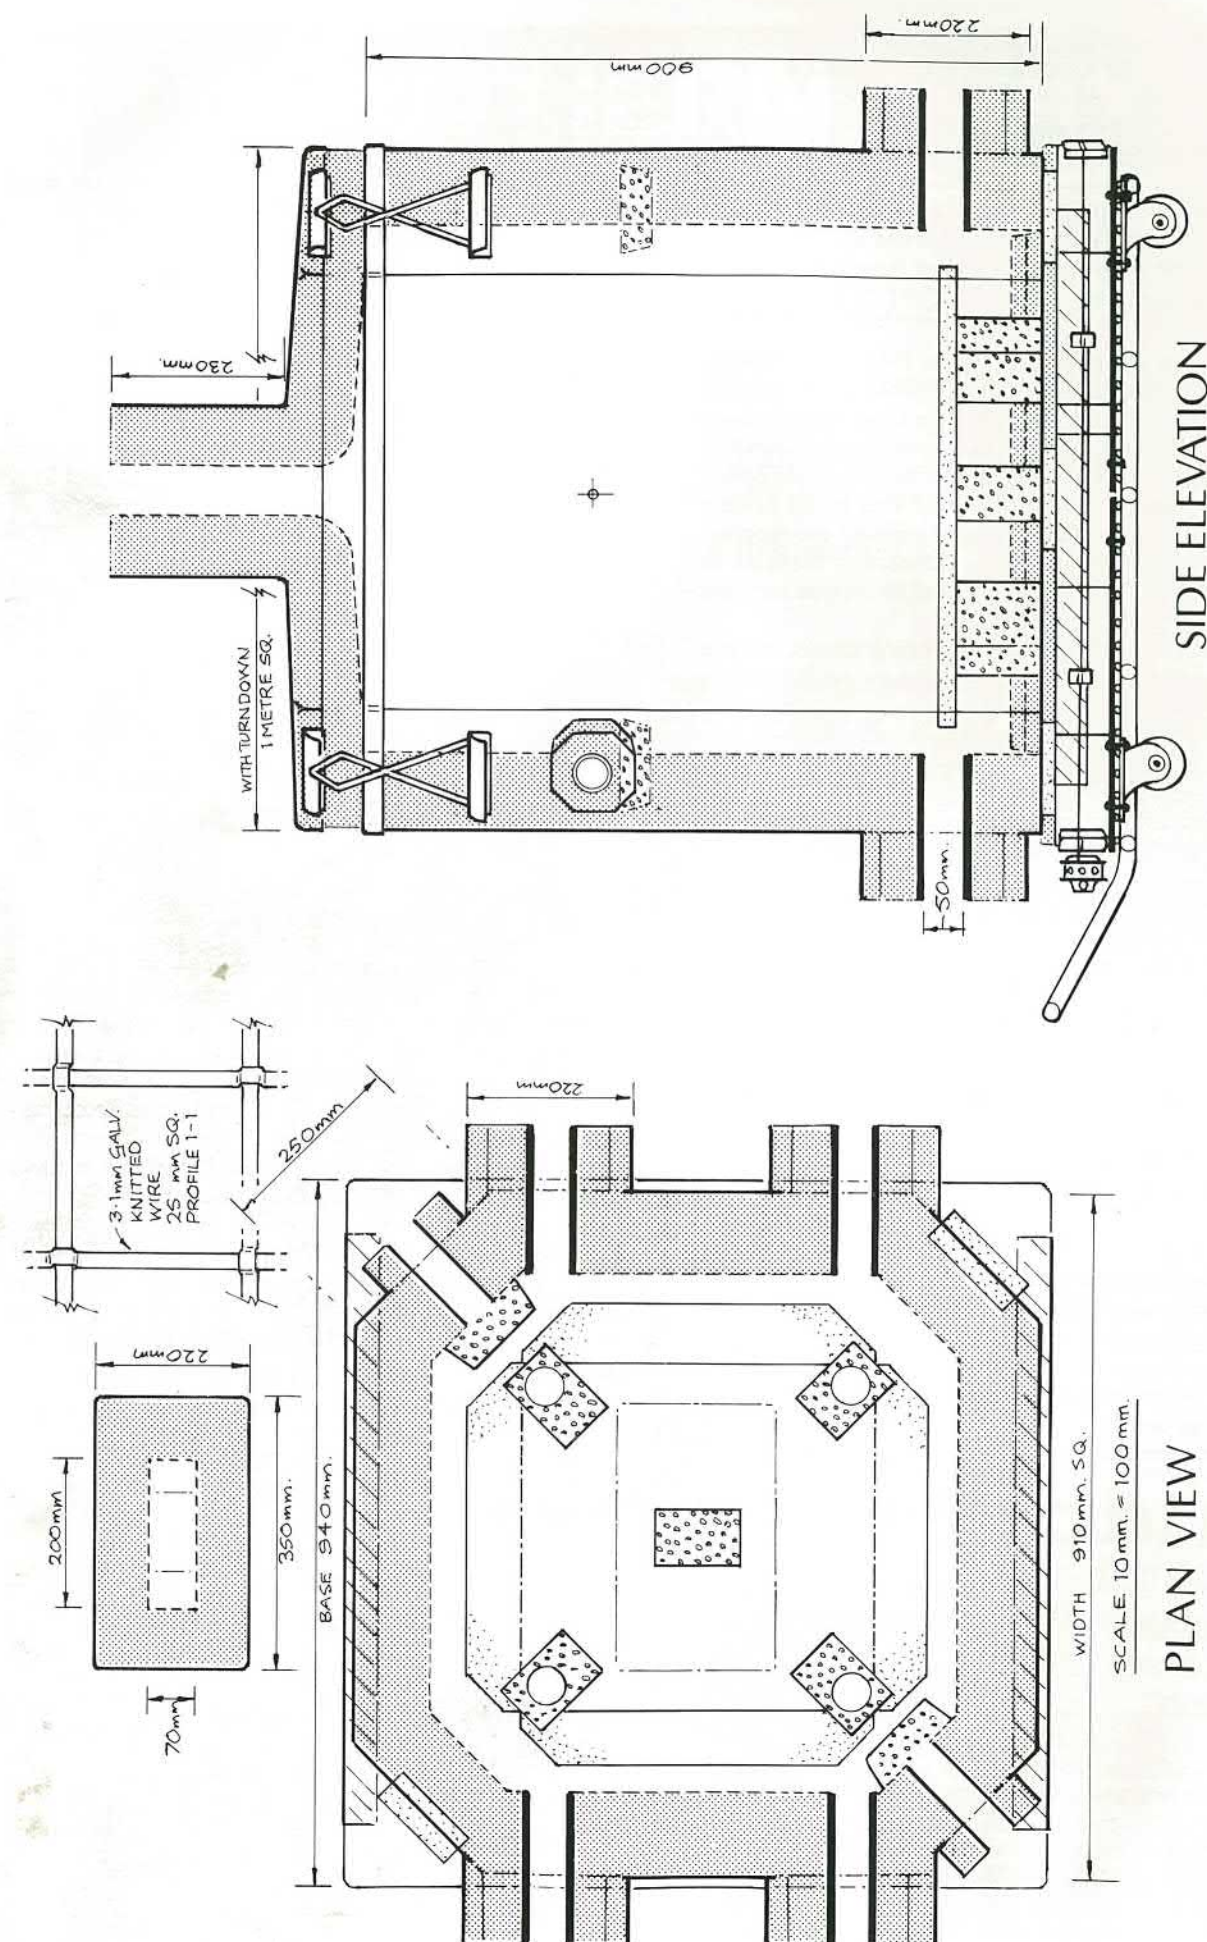 220mm.
900mm
230mm.
WITH TURNDOWN
1 METRE SQ.
50mm.
SIDE ELEVATION
3·1mm GALV.
KNITTED
WIRE
25 mm SQ.
PROFILE 1-1
250mm
220mm
220mm
200mm
350mm.
70mm
BASE 940mm.
WIDTH 910mm. SQ.
SCALE 10mm. = 100mm.
PLAN VIEW